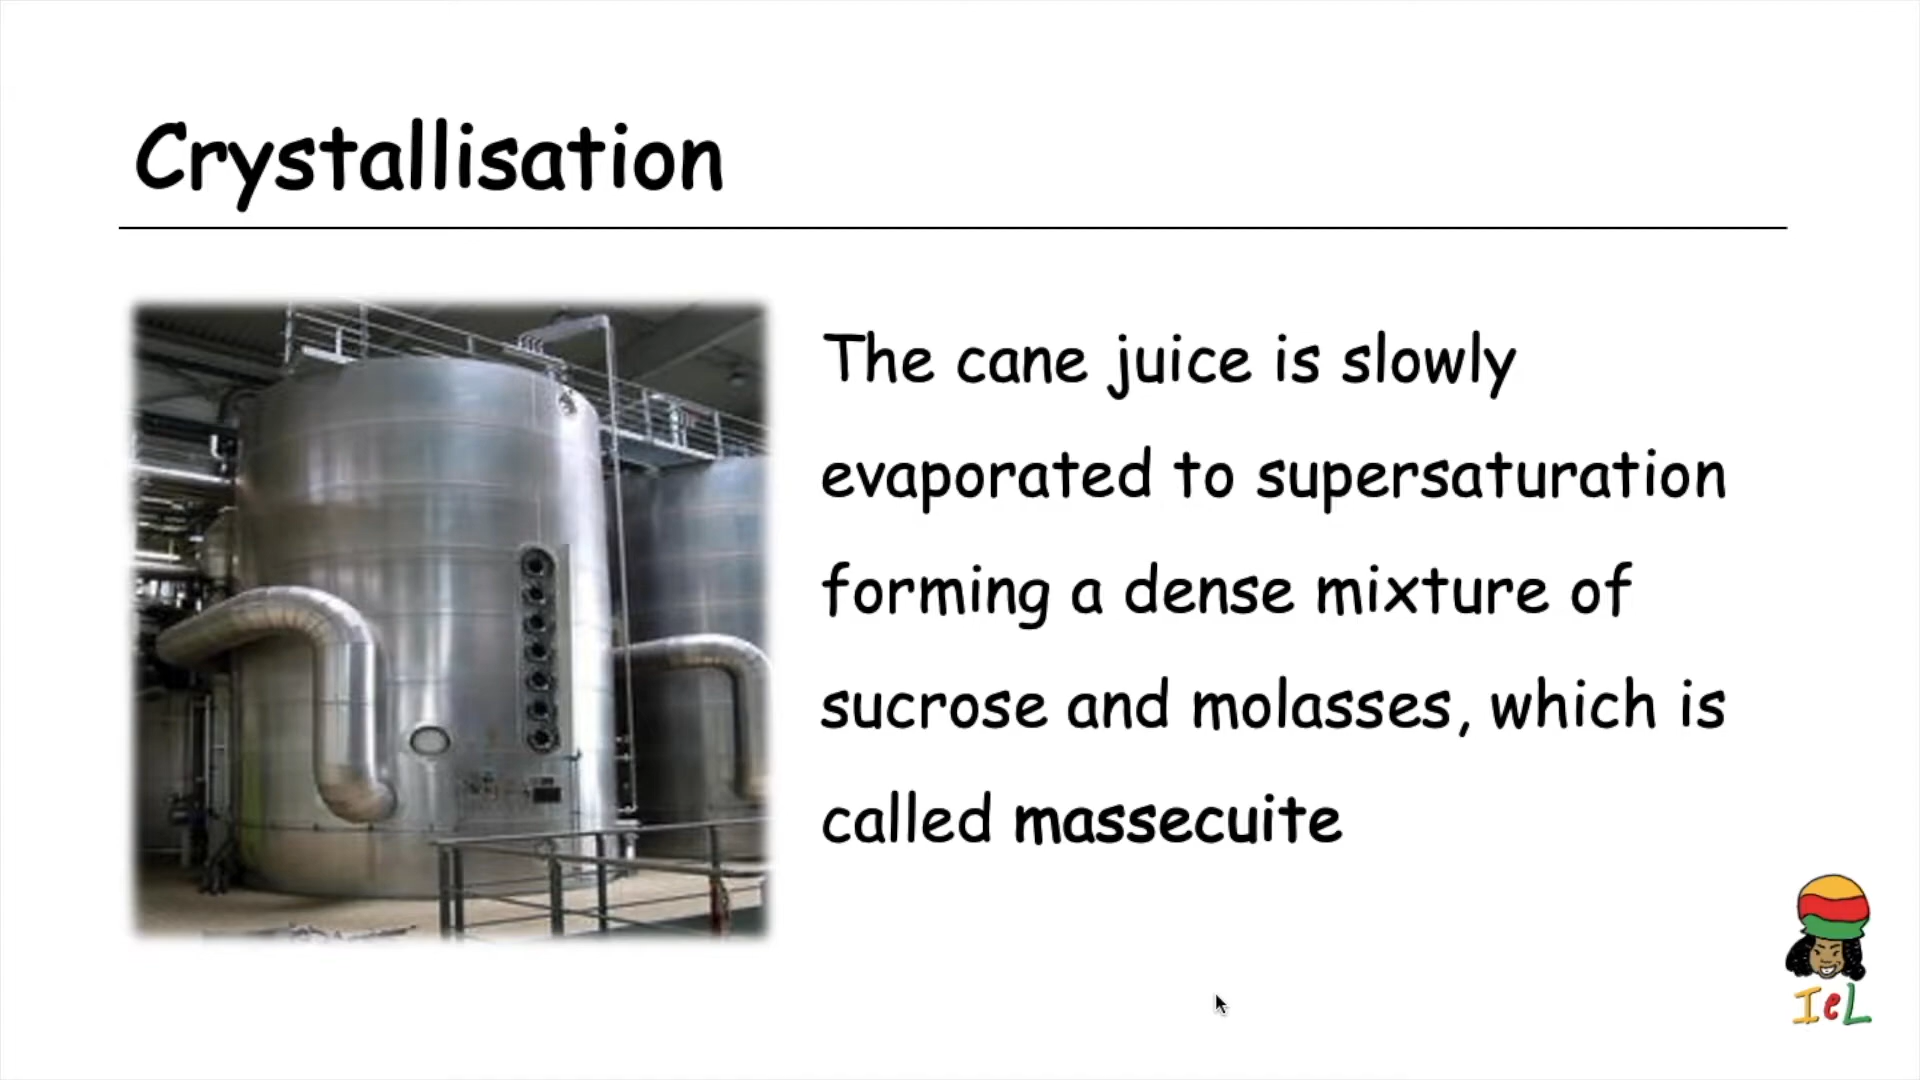 Crystallisation
The cane juice is slowly
evaporated to supersaturation
forming a dense mixture of
sucrose and molasses, which is
called massecuite
IeL